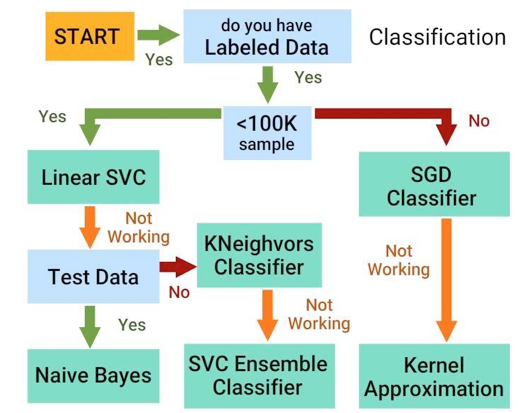 START
Yes
do you have
Labeled Data
Classification
Yes
Yes
<100K
sample
No
Linear SVC
SGD
Classifier
Not
Working
KNeighvors
Classifier
Not
Working
Test Data
No
Not
Working
Yes
Naive Bayes
SVC Ensemble
Classifier
Kernel
Approximation